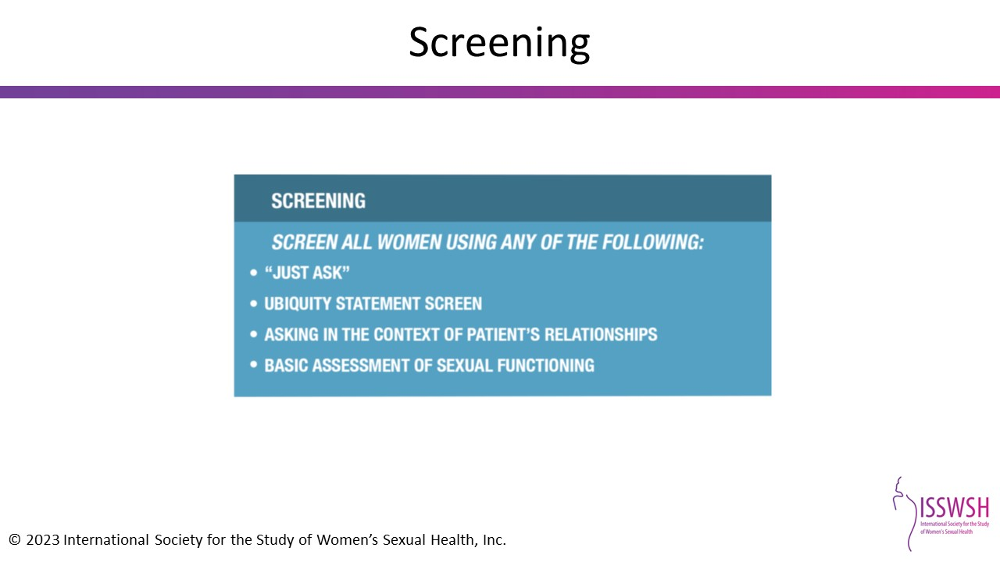 Screening
SCREENING
SCREEN ALL WOMEN USING ANY OF THE FOLLOWING:
• “JUST ASK”
• UBIQUITY STATEMENT SCREEN
• ASKING IN THE CONTEXT OF PATIENT’S RELATIONSHIPS
• BASIC ASSESSMENT OF SEXUAL FUNCTIONING
ISSWSH
International Society for the Study
of Women’s Sexual Health
© 2023 International Society for the Study of Women’s Sexual Health, Inc.